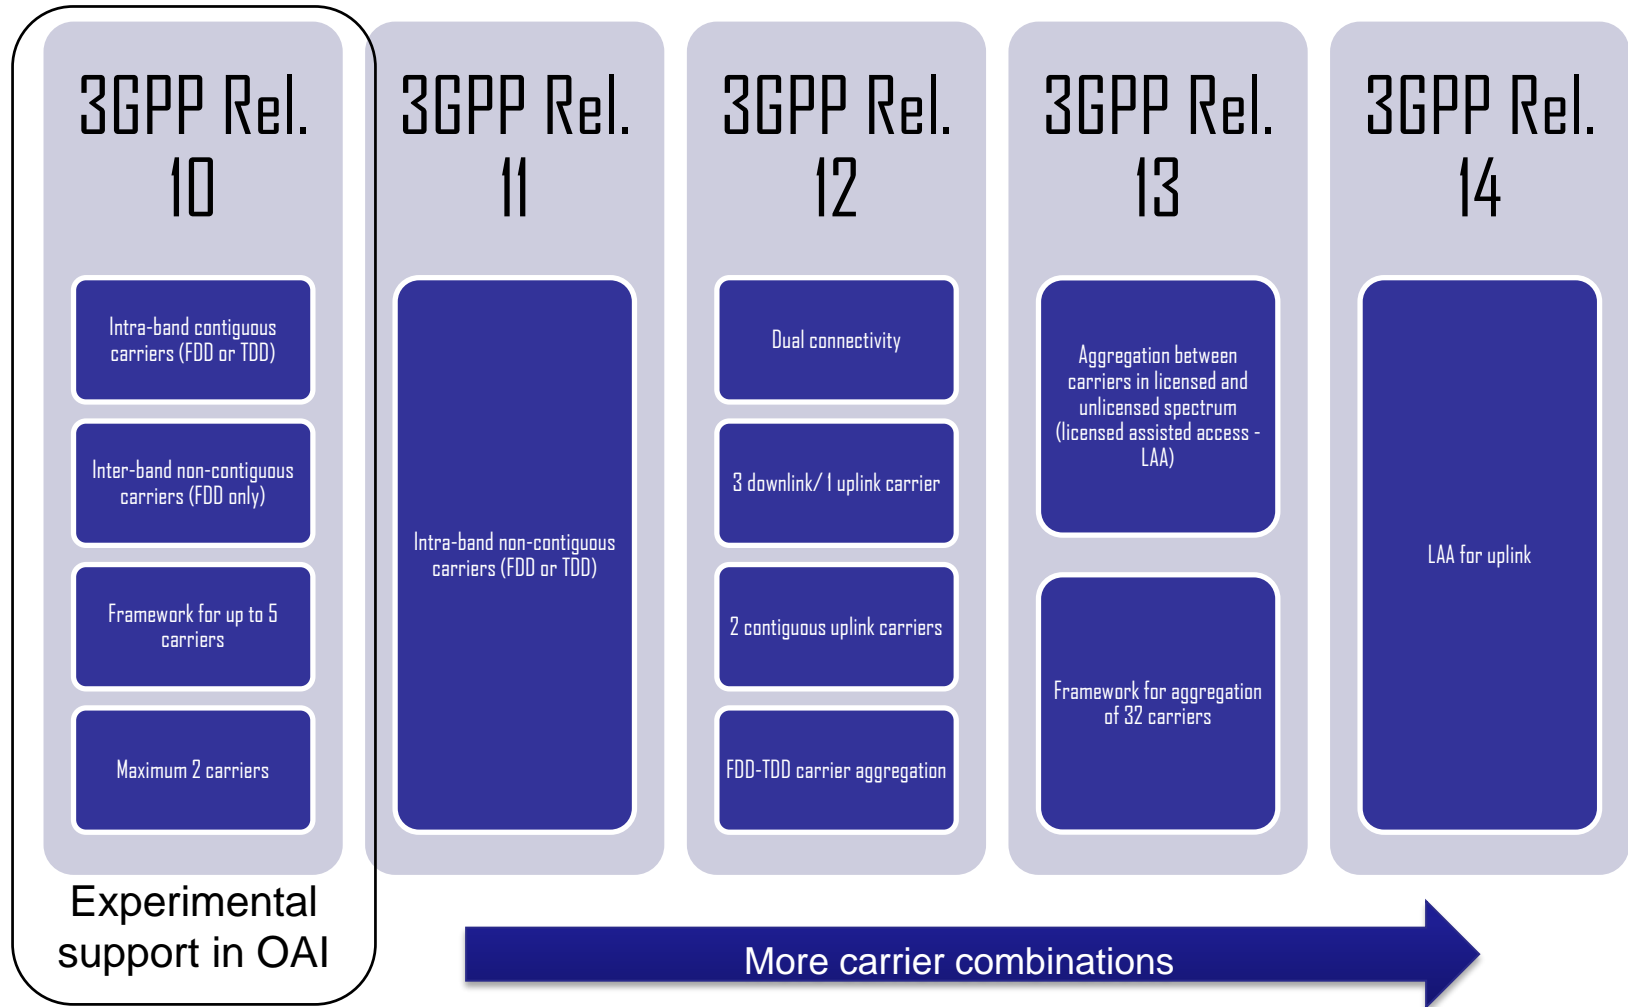 3GPP Rel.
10
Intra-band contiguous
carriers (FDD or TDD)
Inter-band non-contiguous
carriers (FDD only)
Framework for up to 5
carriers
Maximum 2 carriers
Experimental
support in OAI
3GPP Rel.
11
Intra-band non-contiguous
carriers (FDD or TDD)
3GPP Rel.
12
Dual connectivity
3 downlink/ 1 uplink carrier
2 contiguous uplink carriers
FDD-TDD carrier aggregation
3GPP Rel.
13
Aggregation between
carriers in licensed and
unlicensed spectrum
(licensed assisted access -
LAA)
Framework for aggregation
of 32 carriers
3GPP Rel.
14
LAA for uplink
More carrier combinations